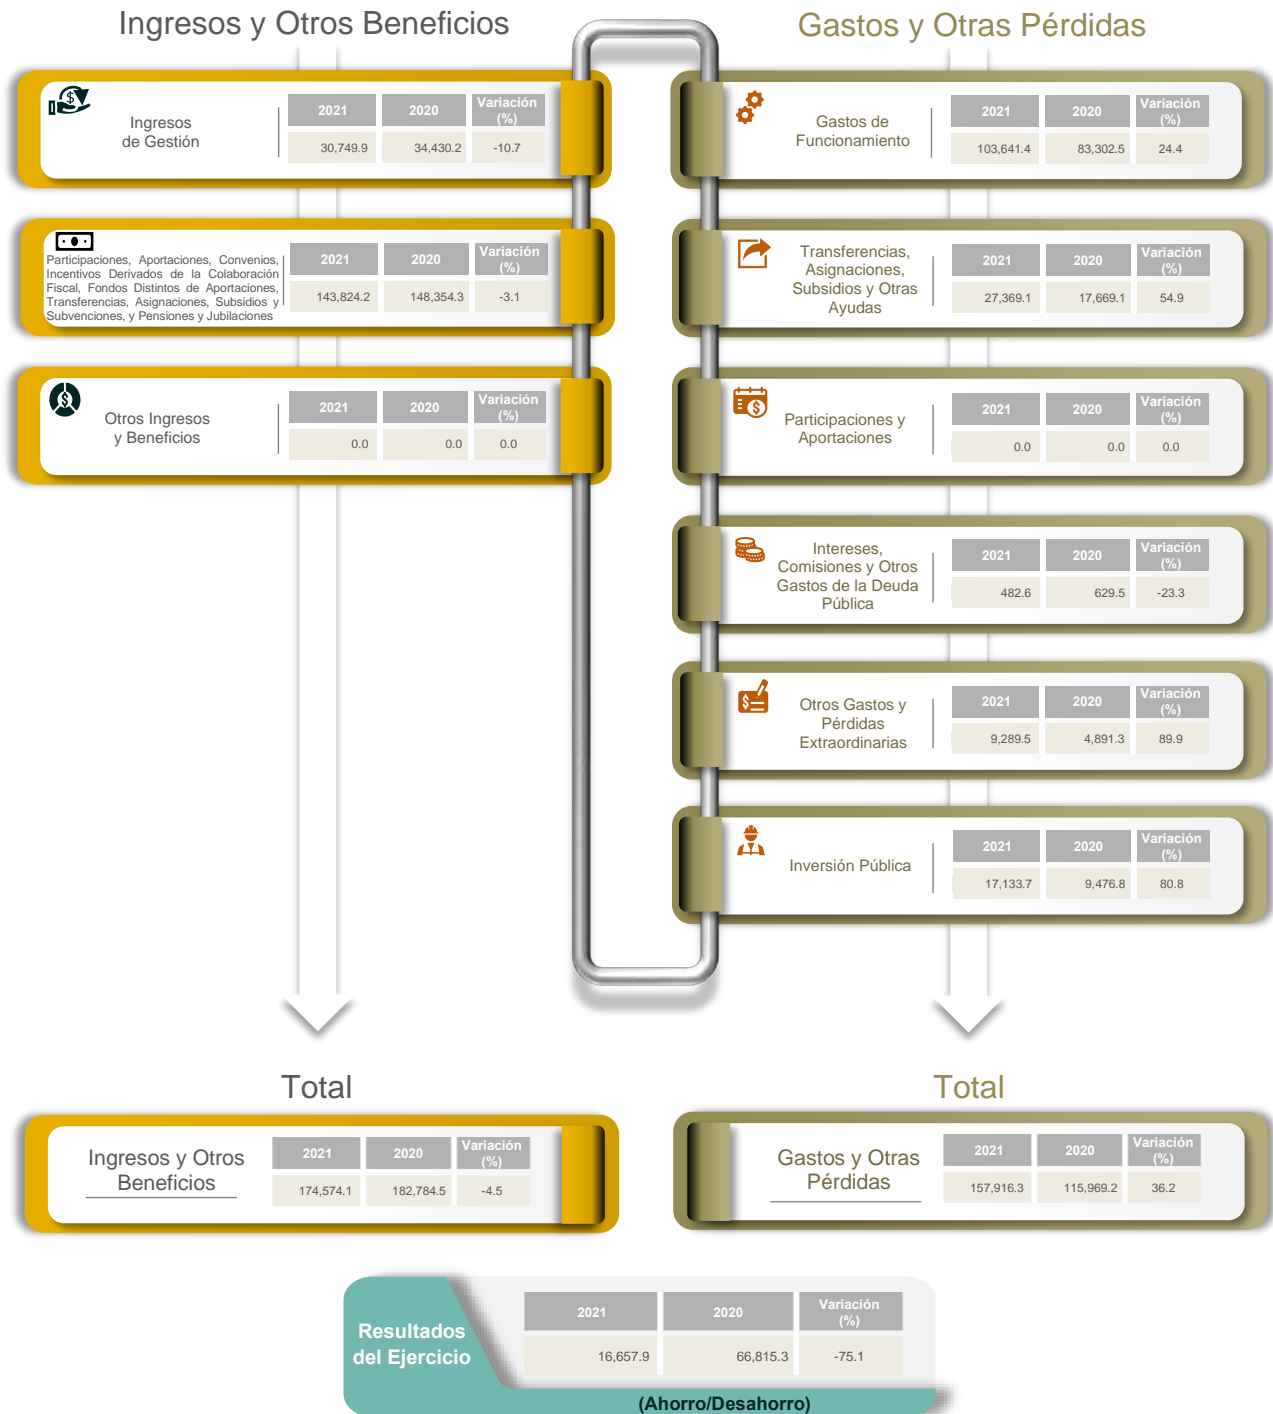 Ingresos y Otros Beneficios
Ingresos
de Gestión
2021 2020 Variación
(%)
30,749.9 34,430.2 -10.7
Participaciones, Aportaciones, Convenios,
Incentivos Derivados de la Colaboración
Fiscal, Fondos Distintos de Aportaciones,
Transferencias, Asignaciones, Subsidios y
Subvenciones, y Pensiones y Jubilaciones
2021 2020 Variación
(%)
143,824.2 148,354.3 -3.1
Otros Ingresos
y Beneficios
2021 2020 Variación
(%)
0.0 0.0 0.0
Gastos y Otras Pérdidas
Gastos de
Funcionamiento
2021 2020 Variación
(%)
103,641.4 83,302.5 24.4
Transferencias,
Asignaciones,
Subsidios y Otras
Ayudas
2021 2020 Variación
(%)
27,369.1 17,669.1 54.9
Participaciones y
Aportaciones
2021 2020 Variación
(%)
0.0 0.0 0.0
Intereses,
Comisiones y Otros
Gastos de la Deuda
Pública
2021 2020 Variación
(%)
482.6 629.5 -23.3
Otros Gastos y
Pérdidas
Extraordinarias
2021 2020 Variación
(%)
9,289.5 4,891.3 89.9
Inversión Pública
2021 2020 Variación
(%)
17,133.7 9,476.8 80.8
Total
Ingresos y Otros
Beneficios
2021 2020 Variación
(%)
174,574.1 182,784.5 -4.5
Total
Gastos y Otras
Pérdidas
2021 2020 Variación
(%)
157,916.3 115,969.2 36.2
Resultados
del Ejercicio
2021 2020 Variación
(%)
16,657.9 66,815.3 -75.1
(Ahorro/Desahorro)